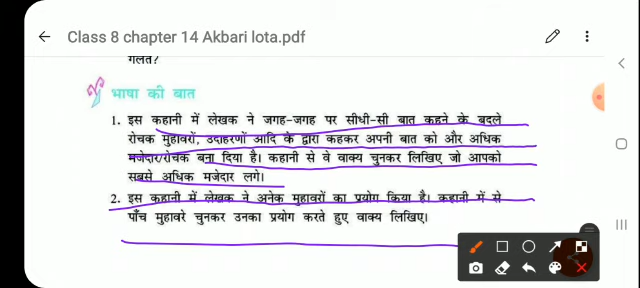 Class 8 chapter 14 Akbari lota.pdf
गलत?
भाषा की बात
1. इस कहानी में लेखक ने जगह-जगह पर सीधी-सी बात कहने के बदले
रोचक मुहावरों, उदाहरणों आदि के द्वारा कहकर अपनी बात को और अधिक
मजेदार/रोचक बना दिया है। कहानी से वे वाक्य चुनकर लिखिए जो आपको
सबसे अधिक मजेदार लगे।
2. इस कहानी में लेखक ने अनेक मुहावरों का प्रयोग किया है। कहानी में से
पाँच मुहावरे चुनकर उनका प्रयोग करते हुए वाक्य लिखिए।